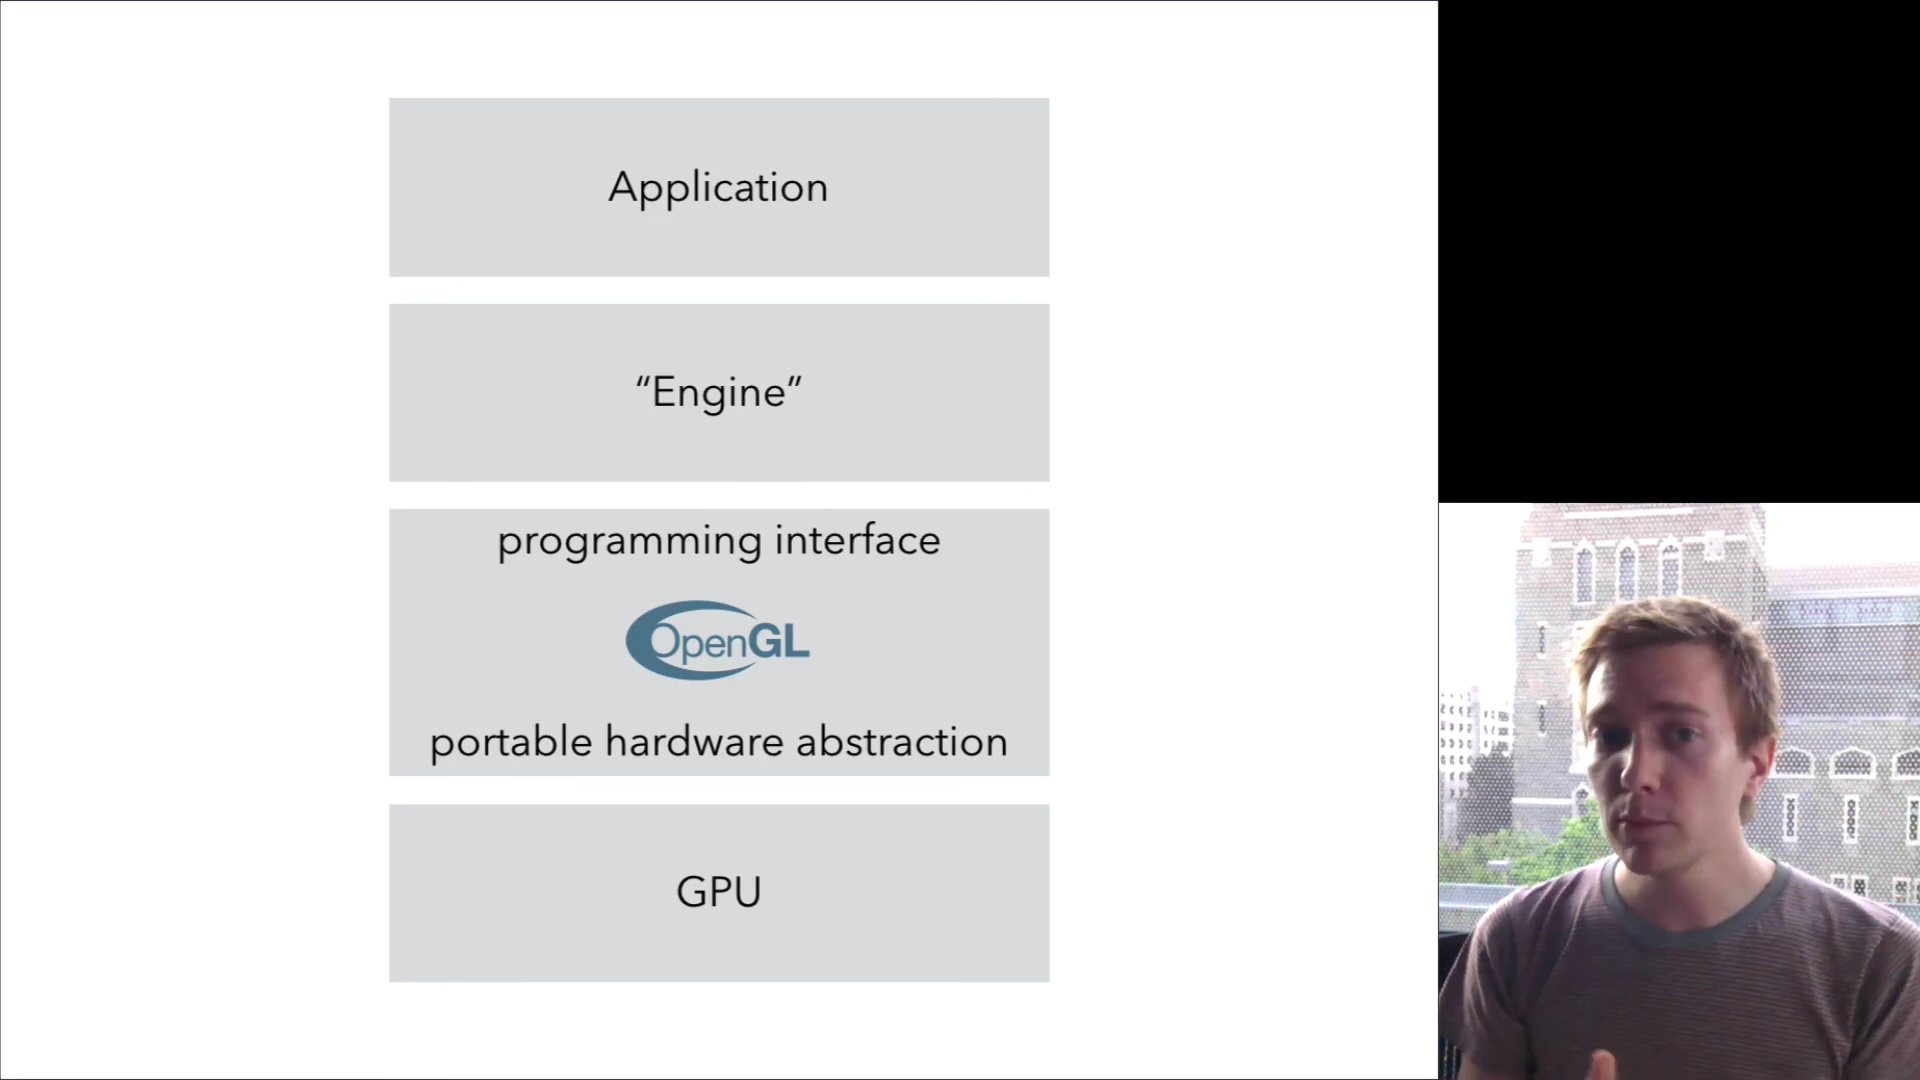 Application
“Engine”
programming interface
OpenGL
portable hardware abstraction
GPU